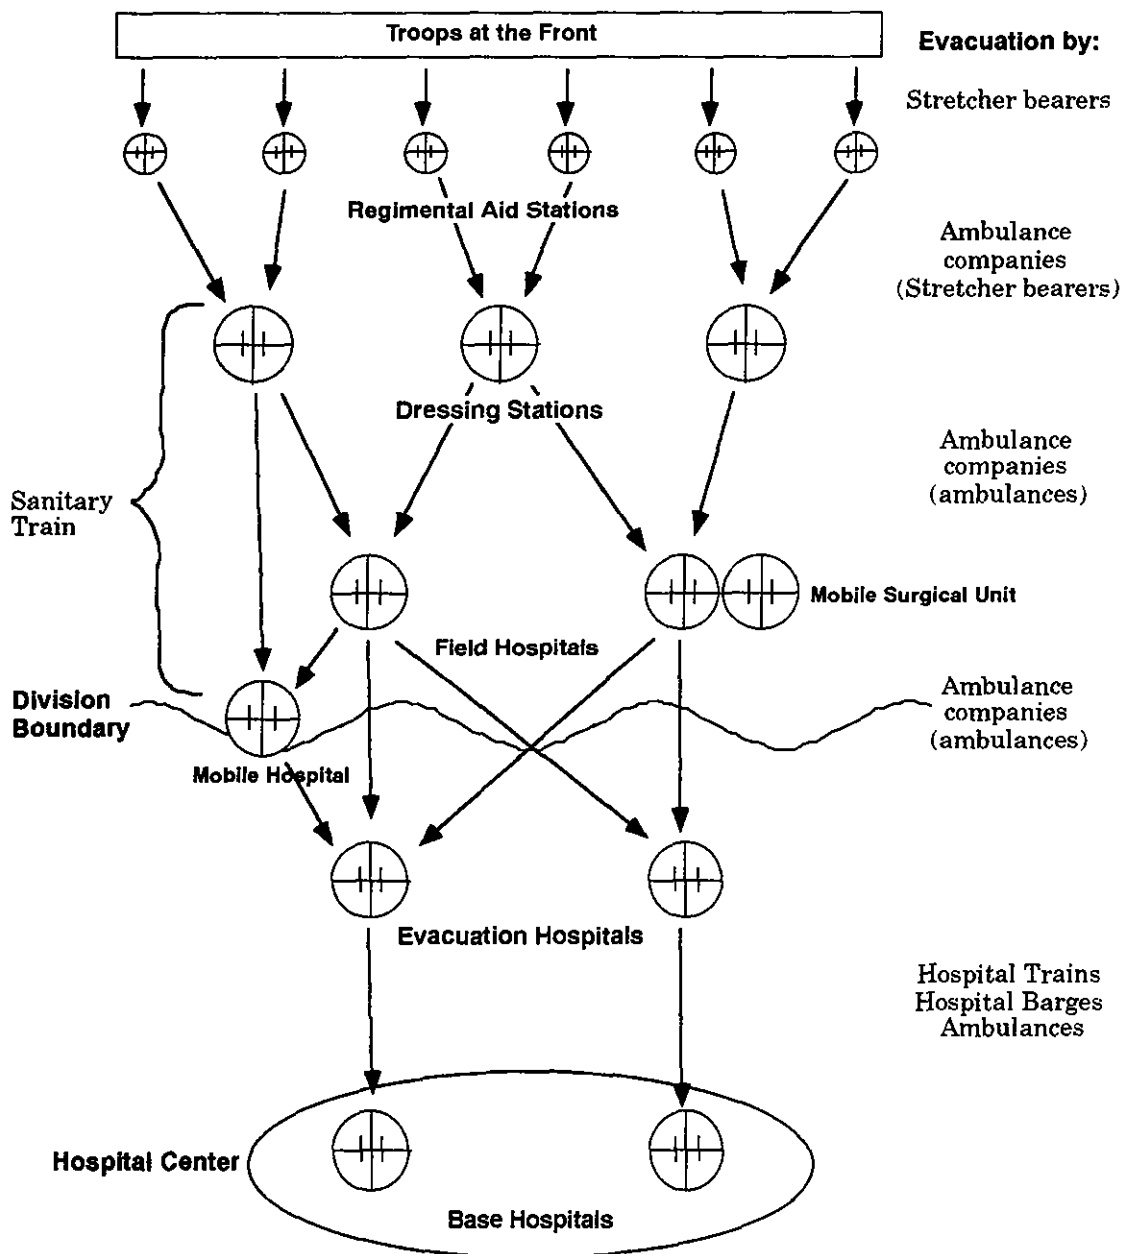 Troops at the Front
Evacuation by:
Stretcher bearers
Regimental Aid Stations
Ambulance
companies
(Stretcher bearers)
Dressing Stations
Ambulance
companies
(ambulances)
Sanitary
Train
Mobile Surgical Unit
Field Hospitals
Division
Boundary
Ambulance
companies
(ambulances)
Mobile Hospital
Evacuation Hospitals
Hospital Trains
Hospital Barges
Ambulances
Hospital Center
Base Hospitals